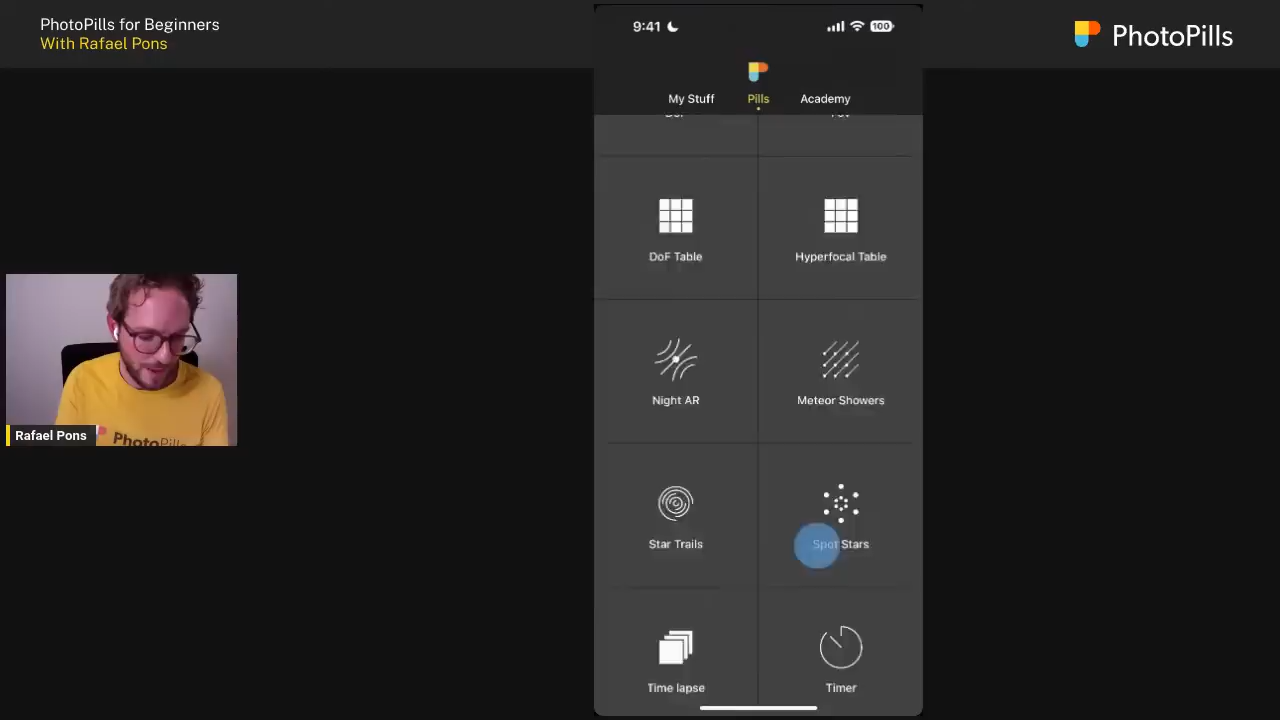 PhotoPills for Beginners
With Rafael Pons
PhotoPills
9:41
100
My Stuff
Pills
Academy
DoF Table
Hyperfocal Table
Night AR
Meteor Showers
Star Trails
Spot Stars
Time lapse
Timer
Rafael Pons
PhotoPills